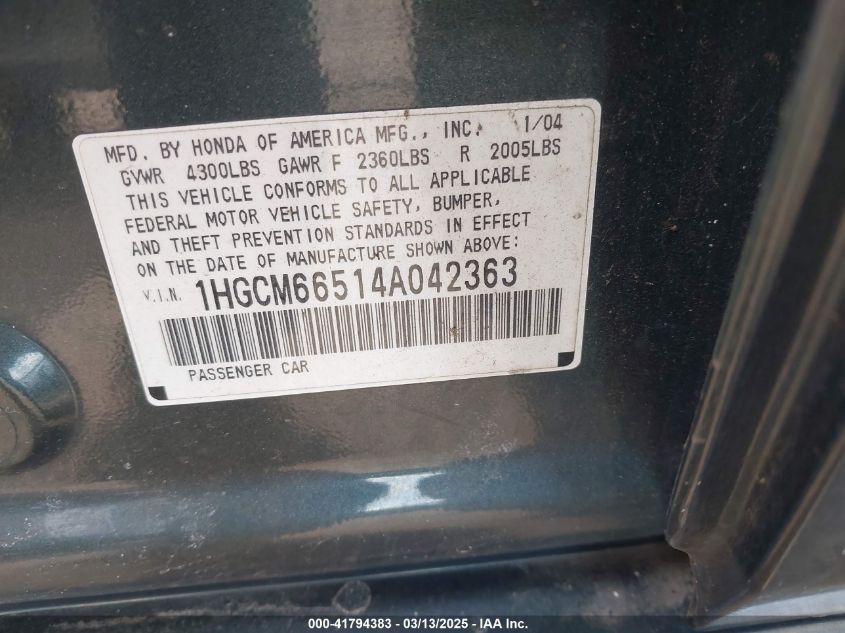 MFD. BY HONDA OF AMERICA MFG., INC. 1/04
GVWR 4300LBS GAWR F 2360LBS R 2005LBS
THIS VEHICLE CONFORMS TO ALL APPLICABLE
FEDERAL MOTOR VEHICLE SAFETY, BUMPER,
AND THEFT PREVENTION STANDARDS IN EFFECT
ON THE DATE OF MANUFACTURE SHOWN ABOVE:
V.I.N. 1HGCM66514A042363
PASSENGER CAR
000-41794383 - 03/13/2025 - IAA Inc.